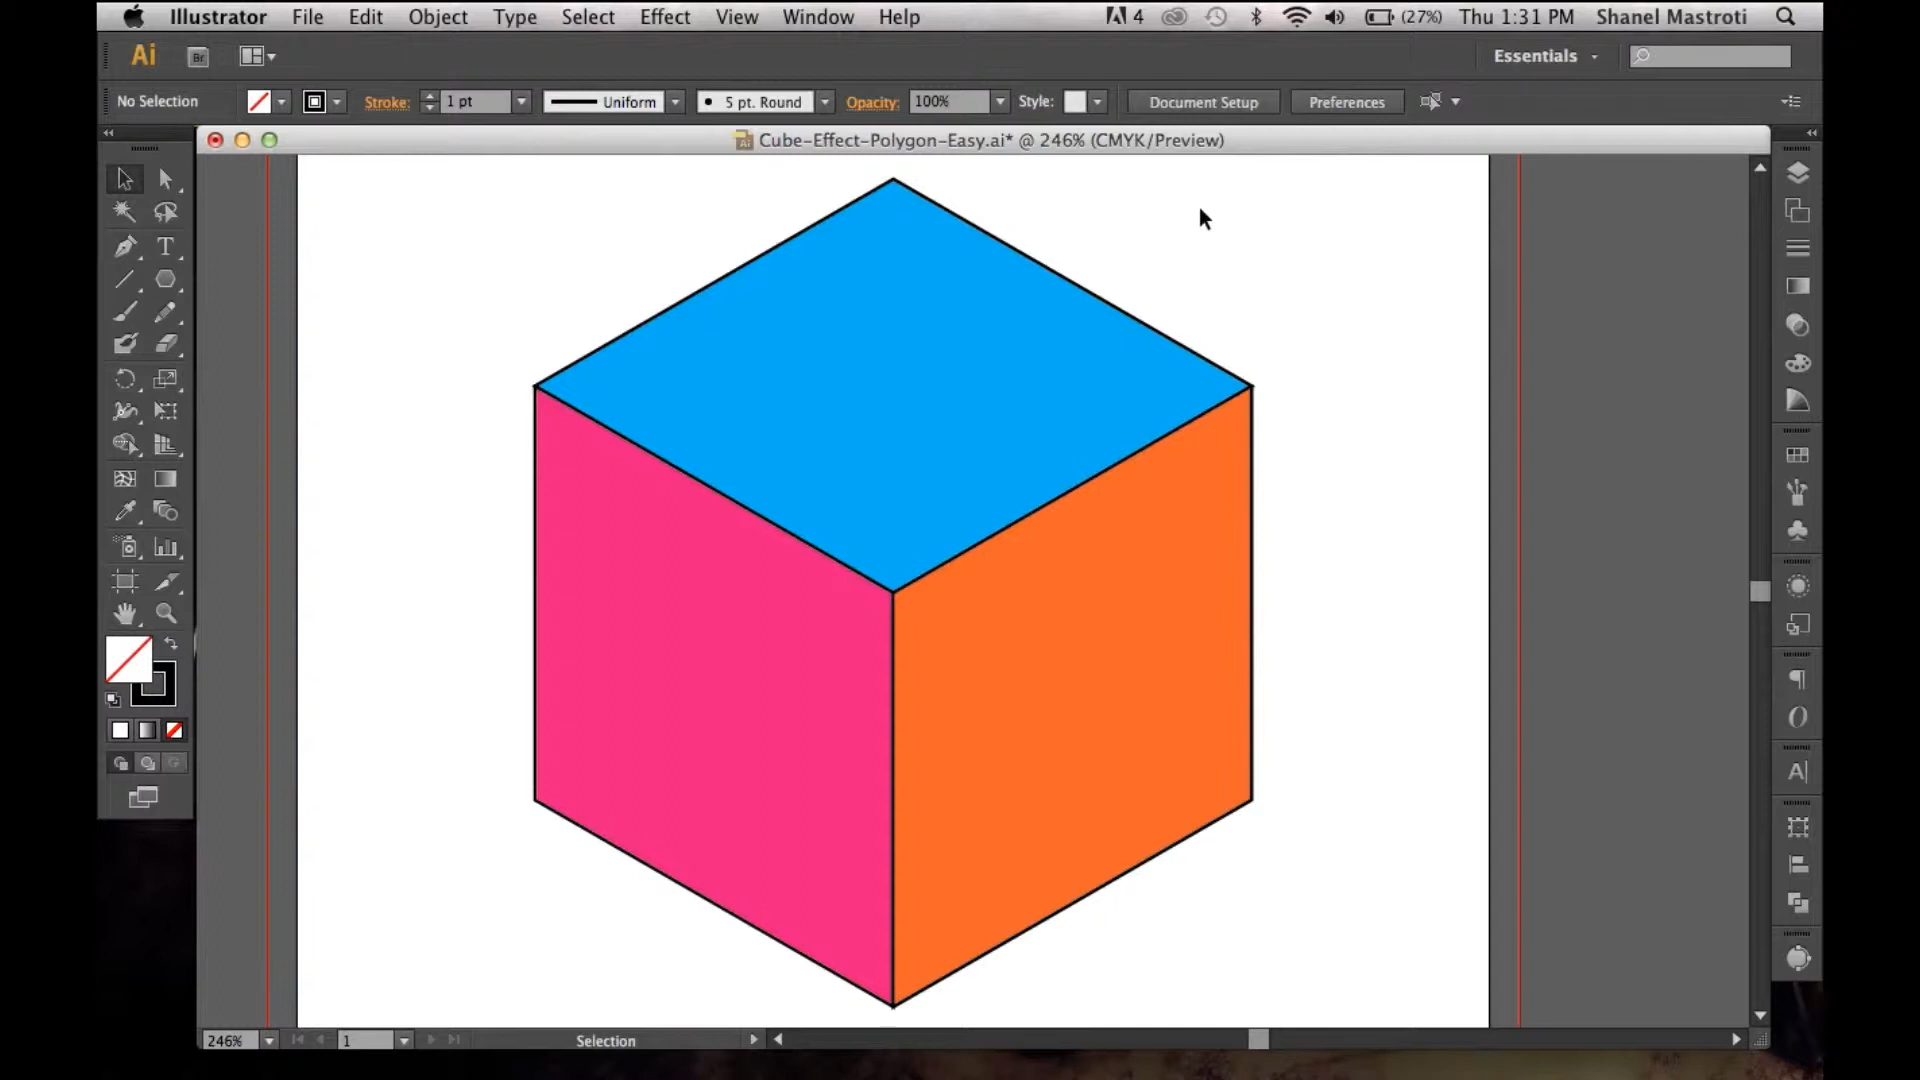 Illustrator File Edit Object Type Select Effect View Window Help 4 (27%) Thu 1:31 PM Shanel Mastroti
Ai Br Essentials
No Selection Stroke: 1 pt Uniform 5 pt. Round Opacity: 100% Style: Document Setup Preferences
Cube-Effect-Polygon-Easy.ai* @ 246% (CMYK/Preview)
246% 1 Selection